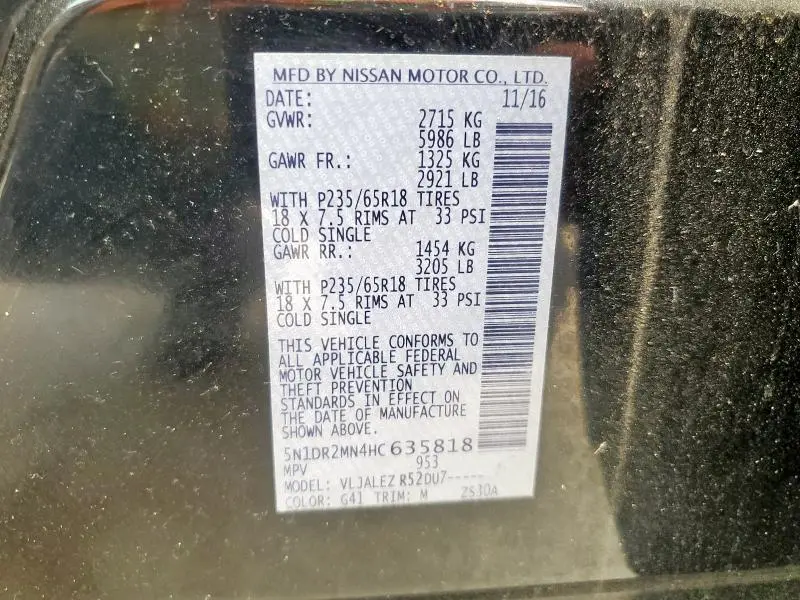 MFD BY NISSAN MOTOR CO., LTD.
DATE: 11/16
GVWR: 2715 KG
5986 LB
GAWR FR.: 1325 KG
2921 LB
WITH P235/65R18 TIRES
18 X 7.5 RIMS AT 33 PSI
COLD SINGLE
GAWR RR.: 1454 KG
3205 LB
WITH P235/65R18 TIRES
18 X 7.5 RIMS AT 33 PSI
COLD SINGLE
THIS VEHICLE CONFORMS TO
ALL APPLICABLE FEDERAL
MOTOR VEHICLE SAFETY AND
THEFT PREVENTION
STANDARDS IN EFFECT ON
THE DATE OF MANUFACTURE
SHOWN ABOVE.
5N1DR2MN4HC635818
MPV 953
MODEL: VLJALEZ R52DU7-----
COLOR: G41 TRIM: M ZS30A